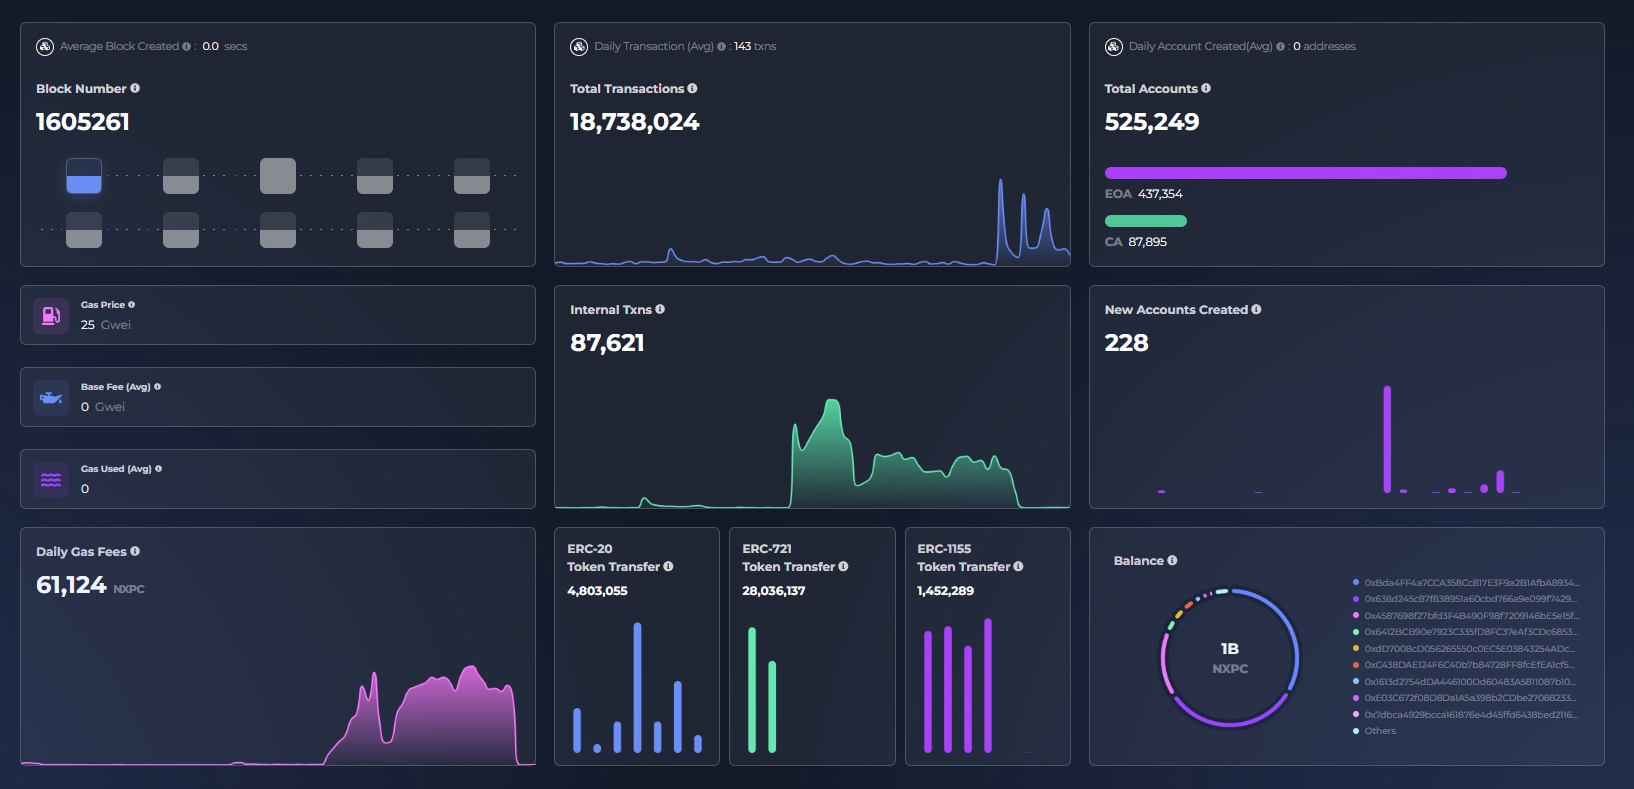 Average Block Created : 0.0 secs
Block Number
1605261
Daily Transaction (Avg) : 143 txns
Total Transactions
18,738,024
Daily Account Created(Avg) : 0 addresses
Total Accounts
525,249
EOA 437,354
CA 87,895
Gas Price
25 Gwei
Base Fee (Avg)
0 Gwei
Gas Used (Avg)
0
Internal Txns
87,621
New Accounts Created
228
Daily Gas Fees
61,124 NXPC
ERC-20
Token Transfer
4,803,055
ERC-721
Token Transfer
28,036,137
ERC-1155
Token Transfer
1,452,289
Balance
1B
NXPC
0xBda4FF4a7CCA358Cc817E3F9a2B1AfbA8934...
0x638d245c87f838951a60cbd766a9e099f7429...
0x4587698f27bfd3F4B490F98f7209146bE5e15f...
0x6412BCB90e7923C335fD8FC37eAf3CDc6853...
0xdD7008cD056265550c0EC5E03843254ADc...
0xC438DAE124F6C40b7b84728FF8fcEfEA1cf5...
0x1613d2754dDA446100Dd60483A5811087b10...
0xE03C672f08D8Da1A5a398b2CDbe27088233...
0x7dbca4929bcca161876e4d45ffd6438bed2116...
Others